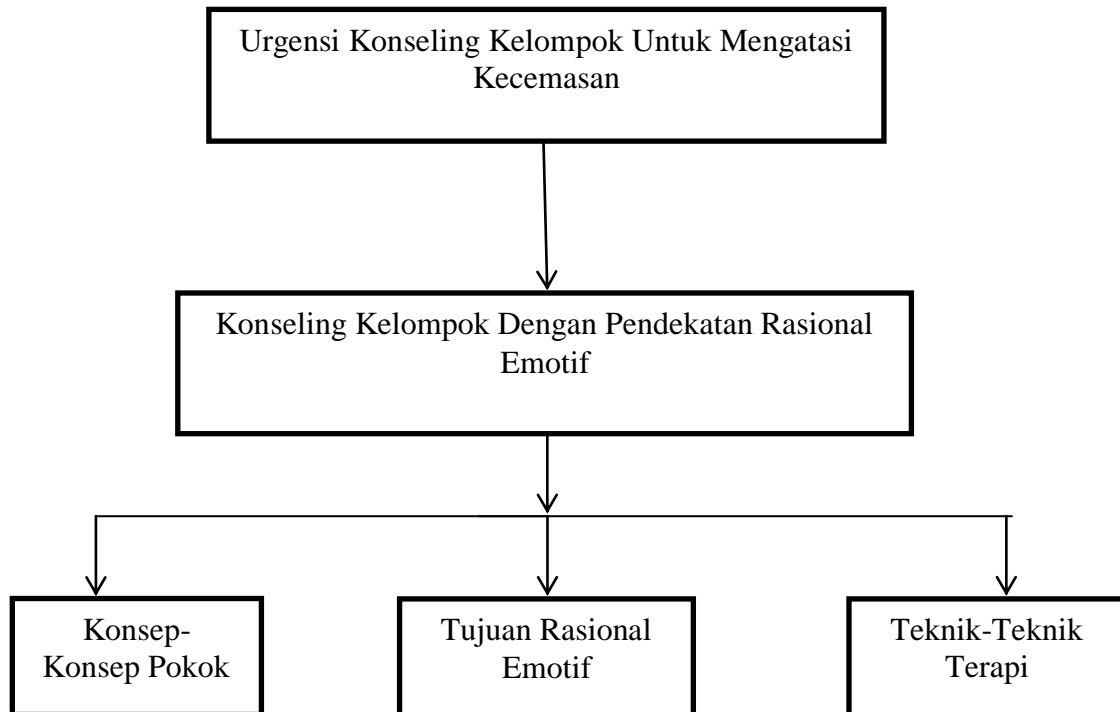 Urgensi Konseling Kelompok Untuk Mengatasi
Kecemasan
Konseling Kelompok Dengan Pendekatan Rasional
Emotif
Konsep-
Konsep Pokok
Tujuan Rasional
Emotif
Teknik-Teknik
Terapi